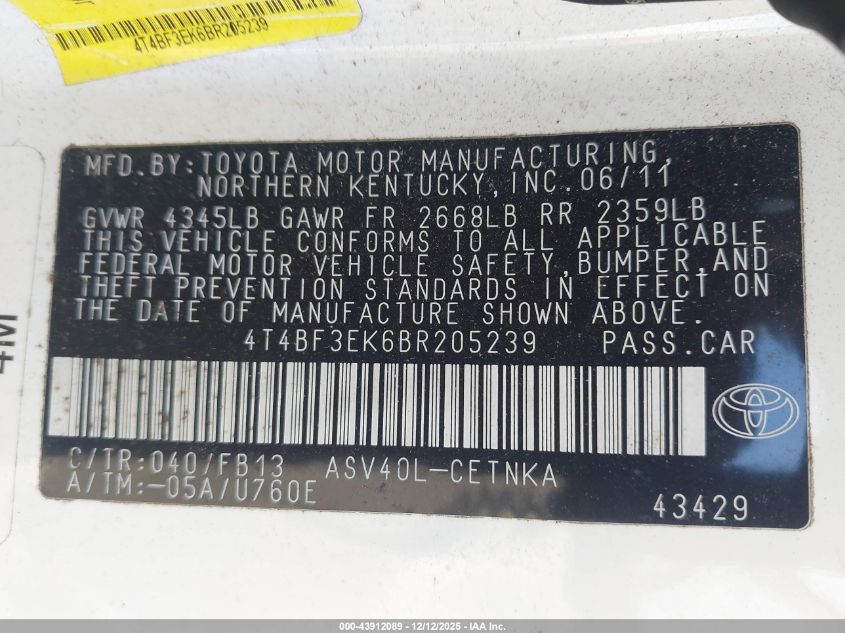 4T4BF3EK6BR205239
MFD.BY:TOYOTA MOTOR MANUFACTURING,
NORTHERN KENTUCKY,INC.06/11
GVWR 4345LB GAWR FR 2668LB RR 2359LB
THIS VEHICLE CONFORMS TO ALL APPLICABLE
FEDERAL MOTOR VEHICLE SAFETY,BUMPER,AND
THEFT PREVENTION STANDARDS IN EFFECT ON
THE DATE OF MANUFACTURE SHOWN ABOVE.
4T4BF3EK6BR205239 PASS.CAR
C/TR:040/FB13 ASV40L-CETNKA
A/TM:-05A/U760E
43429
4M
000-43912089 - 12/12/2025 - IAA Inc.